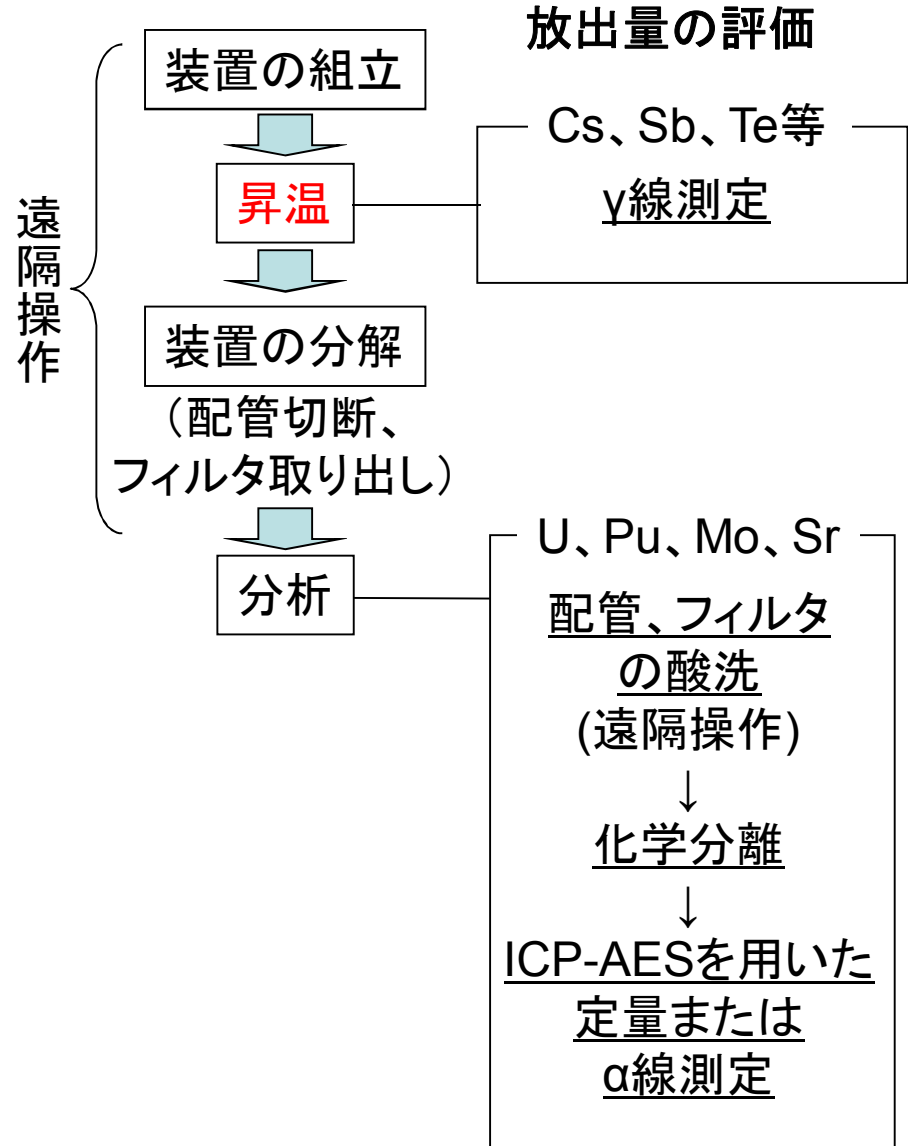 放出量の評価
装置の組立
昇温
Cs、Sb、Te等
γ線測定
遠隔操作
装置の分解
（配管切断、
フィルタ取り出し）
分析
U、Pu、Mo、Sr
配管、フィルタ
の酸洗
(遠隔操作)
↓
化学分離
↓
ICP-AESを用いた
定量または
α線測定